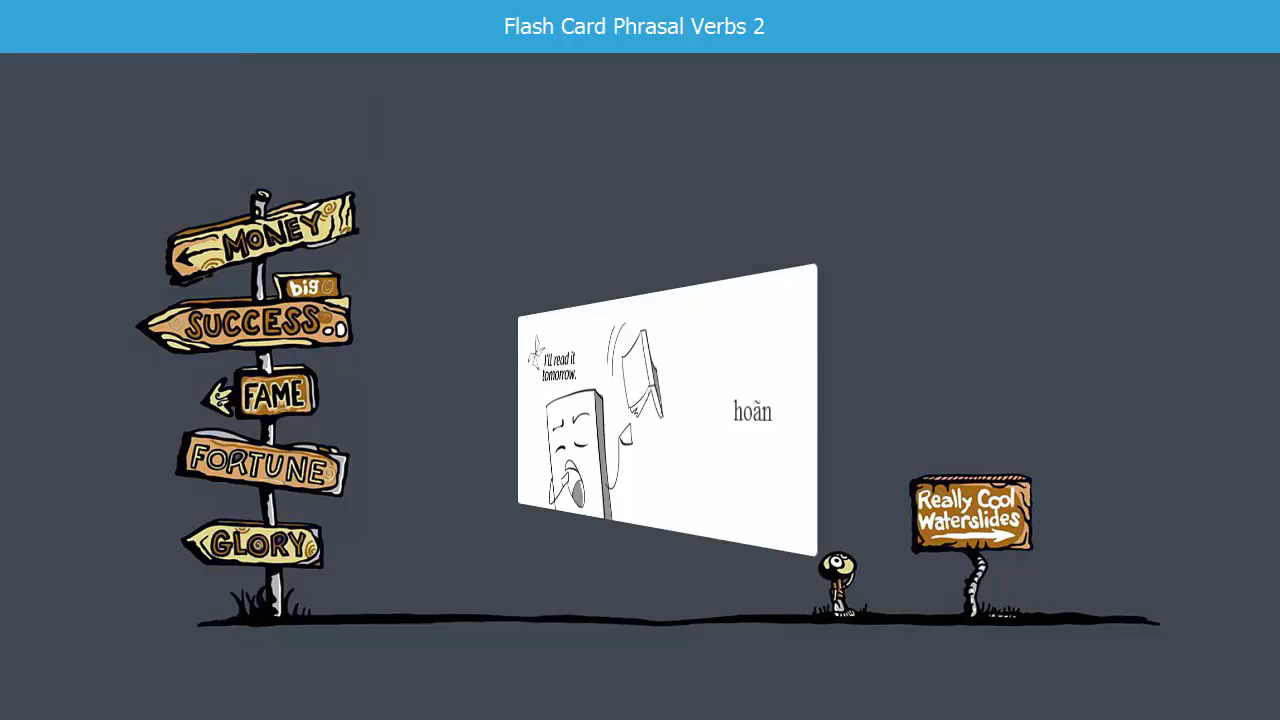 Flash Card Phrasal Verbs 2
MONEY
big
SUCCESS..
FAME
FORTUNE
GLORY
I'll read it
tomorrow.
hoãn
Really Cool
Waterslides